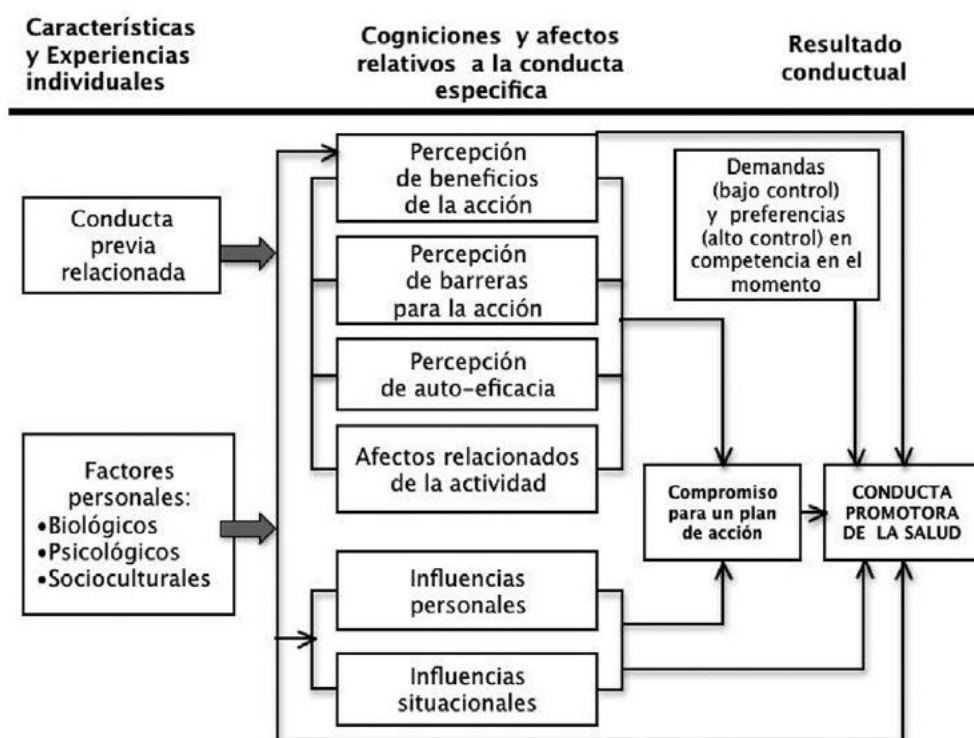 Características
y Experiencias
individuales
Cogniciones y afectos
relativos a la conducta
especifica
Resultado
conductual
Conducta
previa
relacionada
Factores
personales:
•Biológicos
•Psicológicos
•Socioculturales
Percepción
de beneficios
de la acción
Percepción
de barreras
para la acción
Percepción
de auto-eficacia
Afectos relacionados
de la actividad
Influencias
personales
Influencias
situacionales
Demandas
(bajo control)
y preferencias
(alto control) en
competencia en el
momento
Compromiso
para un plan
de acción
CONDUCTA
PROMOTORA
DE LA SALUD